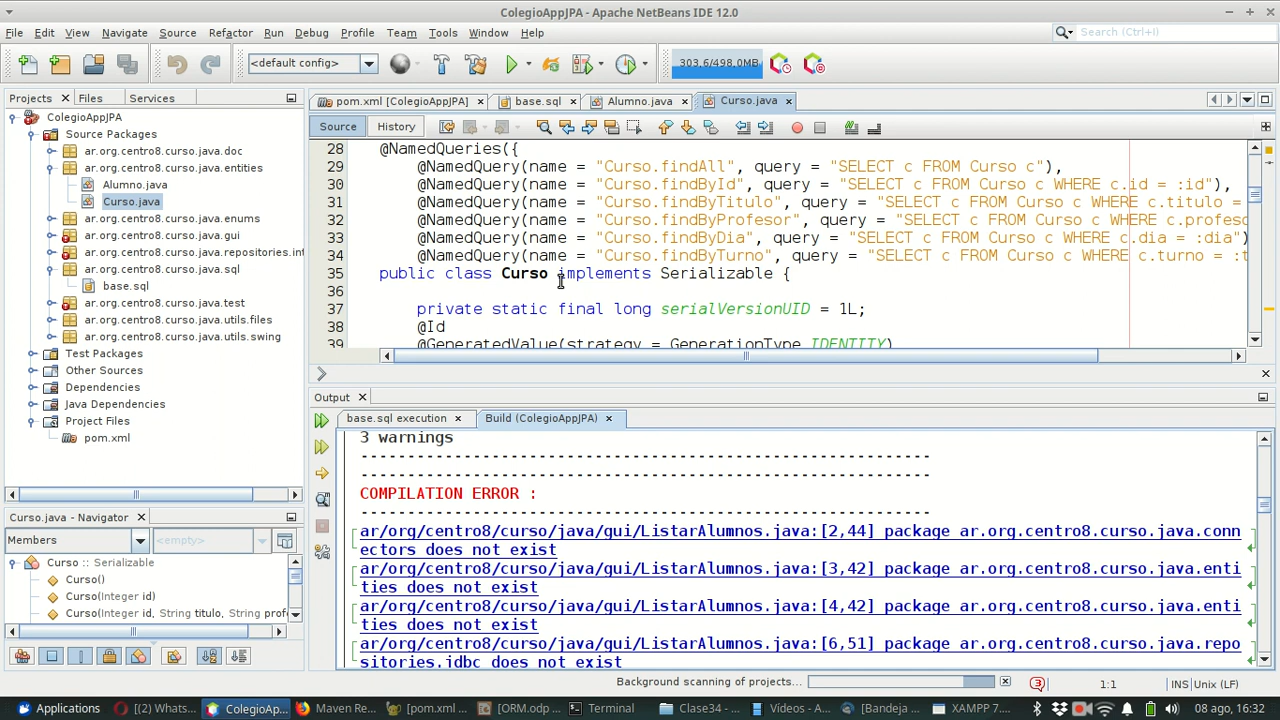 ColegioAppJPA - Apache NetBeans IDE 12.0
File Edit View Navigate Source Refactor Run Debug Profile Team Tools Window Help
Search (Ctrl+I)
<default config>
303.6/498.0MB
Projects Files Services
pom.xml [ColegioAppJPA] base.sql Alumno.java Curso.java
ColegioAppJPA
Source Packages
ar.org.centro8.curso.java.doc
ar.org.centro8.curso.java.entities
Alumno.java
Curso.java
ar.org.centro8.curso.java.enums
ar.org.centro8.curso.java.gui
ar.org.centro8.curso.java.repositories.int
ar.org.centro8.curso.java.sql
base.sql
ar.org.centro8.curso.java.test
ar.org.centro8.curso.java.utils.files
ar.org.centro8.curso.java.utils.swing
Test Packages
Other Sources
Dependencies
Java Dependencies
Project Files
pom.xml
Source History
28 @NamedQueries({
29 @NamedQuery(name = "Curso.findAll", query = "SELECT c FROM Curso c"),
30 @NamedQuery(name = "Curso.findById", query = "SELECT c FROM Curso c WHERE c.id = :id"),
31 @NamedQuery(name = "Curso.findByTitulo", query = "SELECT c FROM Curso c WHERE c.titulo =
32 @NamedQuery(name = "Curso.findByProfesor", query = "SELECT c FROM Curso c WHERE c.profeso
33 @NamedQuery(name = "Curso.findByDia", query = "SELECT c FROM Curso c WHERE c.dia = :dia")
34 @NamedQuery(name = "Curso.findByTurno", query = "SELECT c FROM Curso c WHERE c.turno = :t
35 public class Curso implements Serializable {
36
37 private static final long serialVersionUID = 1L;
38 @Id
39 @GeneratedValue(strategy = GenerationType.IDENTITY)
Curso.java - Navigator
Members
<empty>
Curso :: Serializable
Curso()
Curso(Integer id)
Curso(Integer id, String titulo, String prof
Output
base.sql execution Build (ColegioAppJPA)
3 warnings
-------------------------------------------------------------
-------------------------------------------------------------
COMPILATION ERROR :
-------------------------------------------------------------
ar/org/centro8/curso/java/gui/ListarAlumnos.java:[2,44] package ar.org.centro8.curso.java.conn
ectors does not exist
ar/org/centro8/curso/java/gui/ListarAlumnos.java:[3,42] package ar.org.centro8.curso.java.enti
ties does not exist
ar/org/centro8/curso/java/gui/ListarAlumnos.java:[4,42] package ar.org.centro8.curso.java.enti
ties does not exist
ar/org/centro8/curso/java/gui/ListarAlumnos.java:[6,51] package ar.org.centro8.curso.java.repo
sitories.jdbc does not exist
Background scanning of projects...
3
1:1
INS Unix (LF)
Applications
[(2) Whats...
ColegioAp...
Maven Re...
[pom.xml ...
[ORM.odp ...
Terminal
Clase34 -...
Vídeos - A...
[Bandeja ...
XAMPP 7....
08 ago, 16:32